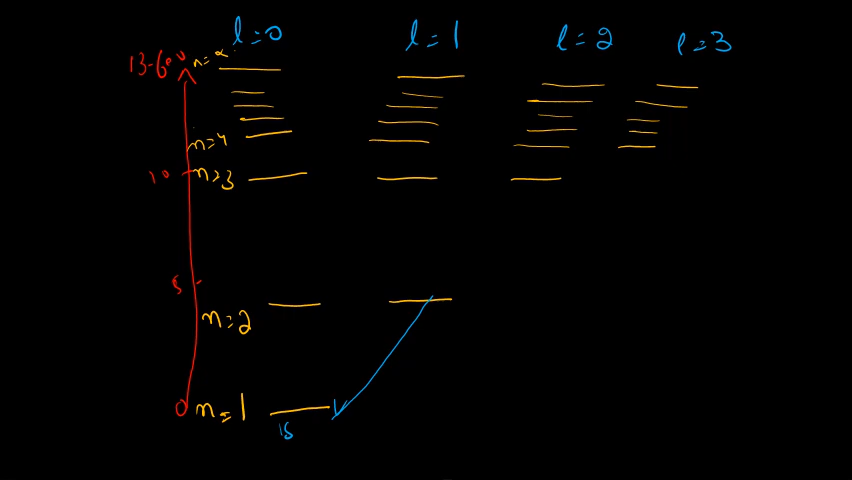 l=0 l=1 l=2 l=3
13.6ev n=α
n=4
10 n=3
5
n=2
0 n=1
1S